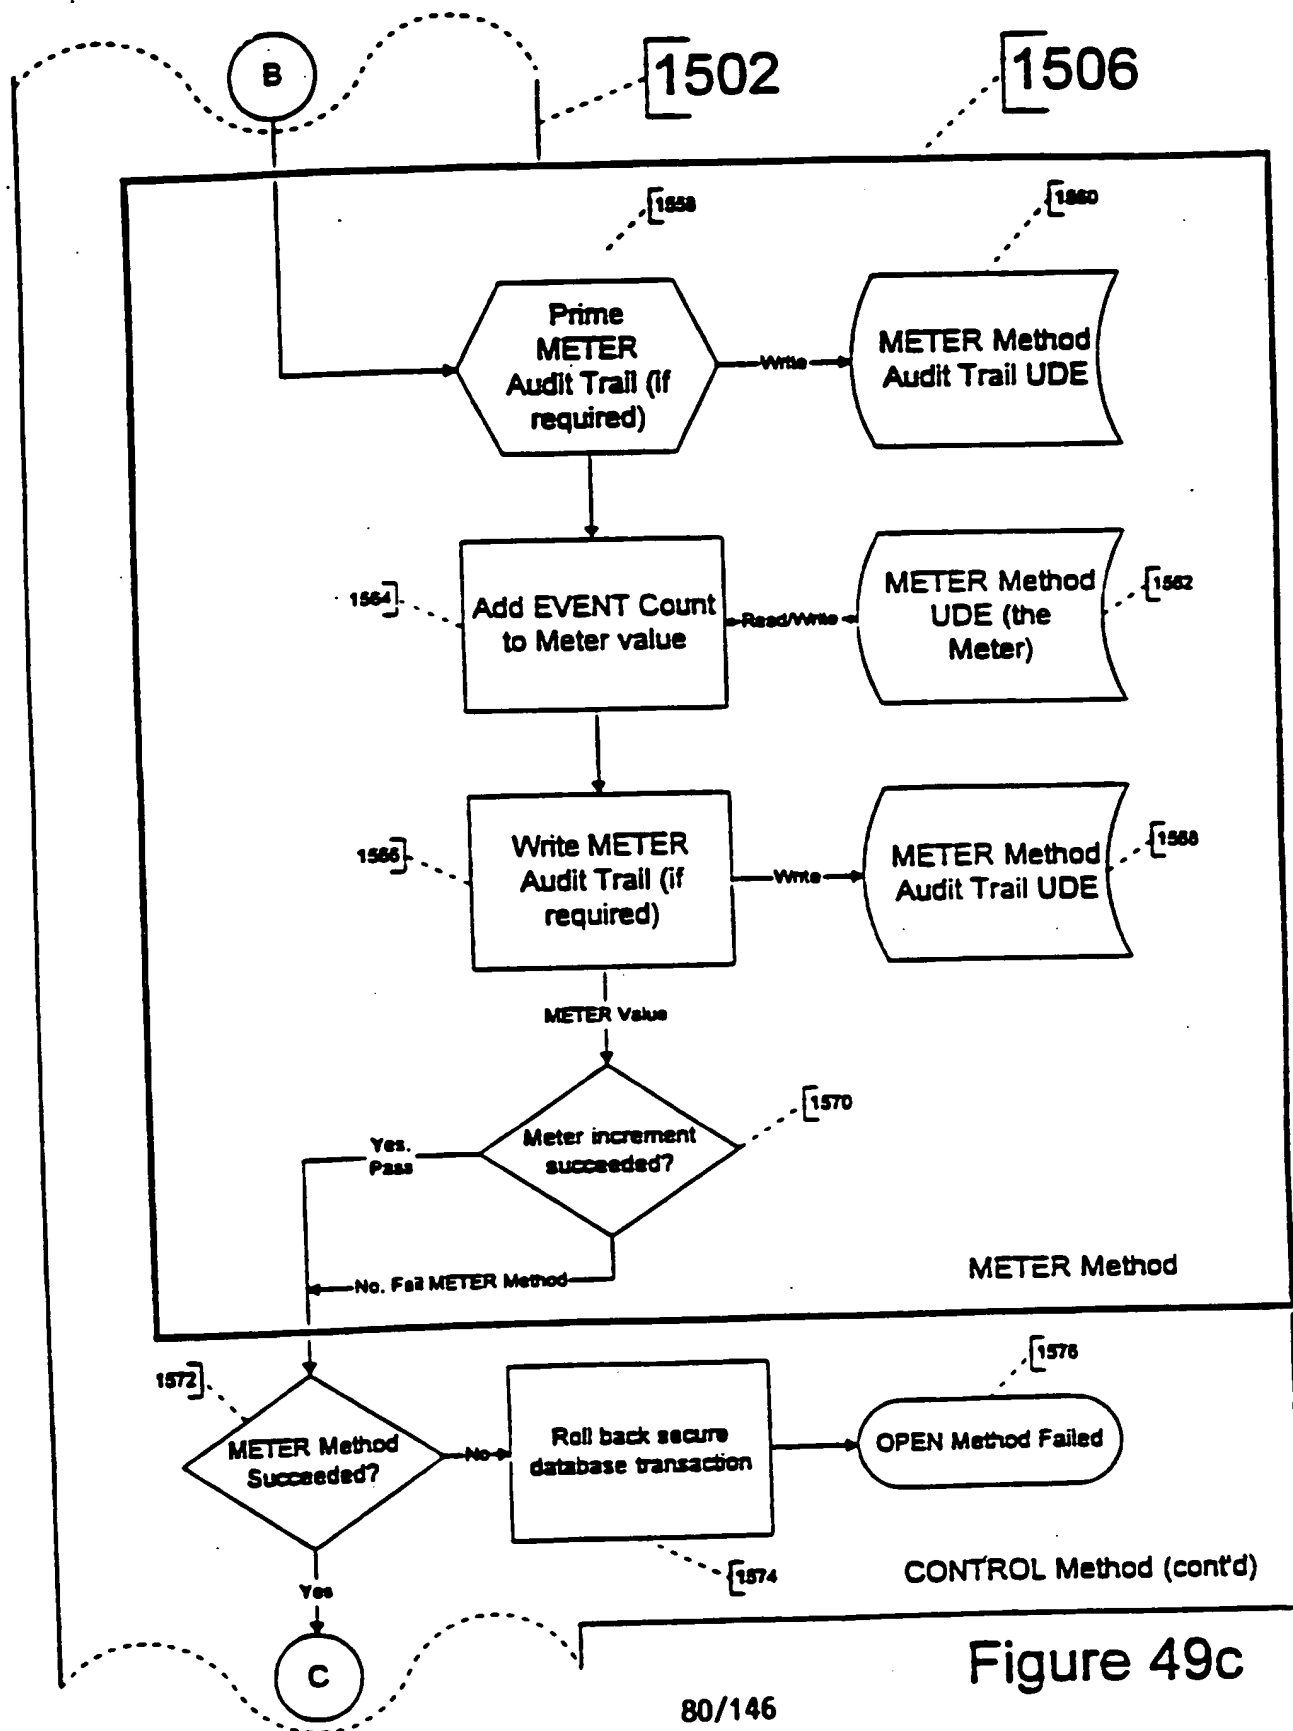 B
1502
1506
1558
1560
Prime
METER
Audit Trail (if
required)
Write
METER Method
Audit Trail UDE
1564
Add EVENT Count
to Meter value
Read/Write
METER Method
UDE (the
Meter)
1562
1566
Write METER
Audit Trail (if
required)
Write
METER Method
Audit Trail UDE
1568
METER Value
1570
Meter increment
succeeded?
Yes.
Pass
No. Fail METER Method
METER Method
1572
METER Method
Succeeded?
No
Roll back secure
database transaction
1576
OPEN Method Failed
1574
Yes
CONTROL Method (cont'd)
C
Figure 49c
80/146